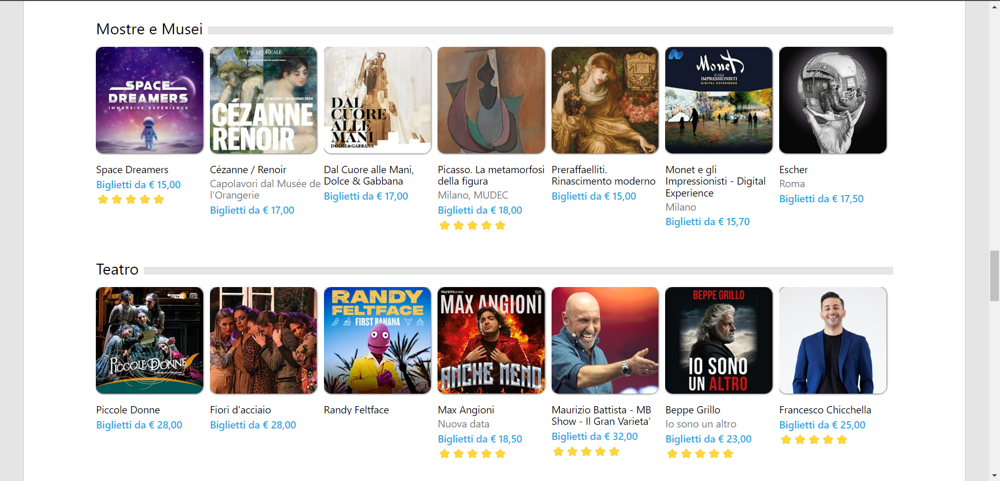 Mostre e Musei
SPACE
DREAMERS
IMMERSIVE EXPERIENCE
PALAZZOREALE
19 MARZO - 30 GIUGNO 2024
CÉZANNE
RENOIR
DAL
CUORE
ALLE
MANI
DOLCE&GABBANA
Monet
E GLI
IMPRESSIONISTI
DIGITAL EXPERIENCE
Space Dreamers
Biglietti da € 15,00
Cézanne / Renoir
Capolavori dal Musée de
l'Orangerie
Biglietti da € 17,00
Dal Cuore alle Mani,
Dolce & Gabbana
Biglietti da € 17,00
Picasso. La metamorfosi
della figura
Milano, MUDEC
Biglietti da € 18,00
Preraffaelliti.
Rinascimento moderno
Biglietti da € 15,00
Monet e gli
Impressionisti - Digital
Experience
Milano
Biglietti da € 15,70
Escher
Roma
Biglietti da € 17,50
Teatro
PICCOLE DONNE
RANDY
FELTFACE
FIRST BANANA
MAX ANGIONI
ANCHE MENO
BEPPE GRILLO
IO SONO
UN ALTRO
Piccole Donne
Biglietti da € 28,00
Fiori d'acciaio
Biglietti da € 28,00
Randy Feltface
Max Angioni
Nuova data
Biglietti da € 18,50
Maurizio Battista - MB
Show - Il Gran Varieta'
Biglietti da € 32,00
Beppe Grillo
Io sono un altro
Biglietti da € 23,00
Francesco Chicchella
Biglietti da € 25,00